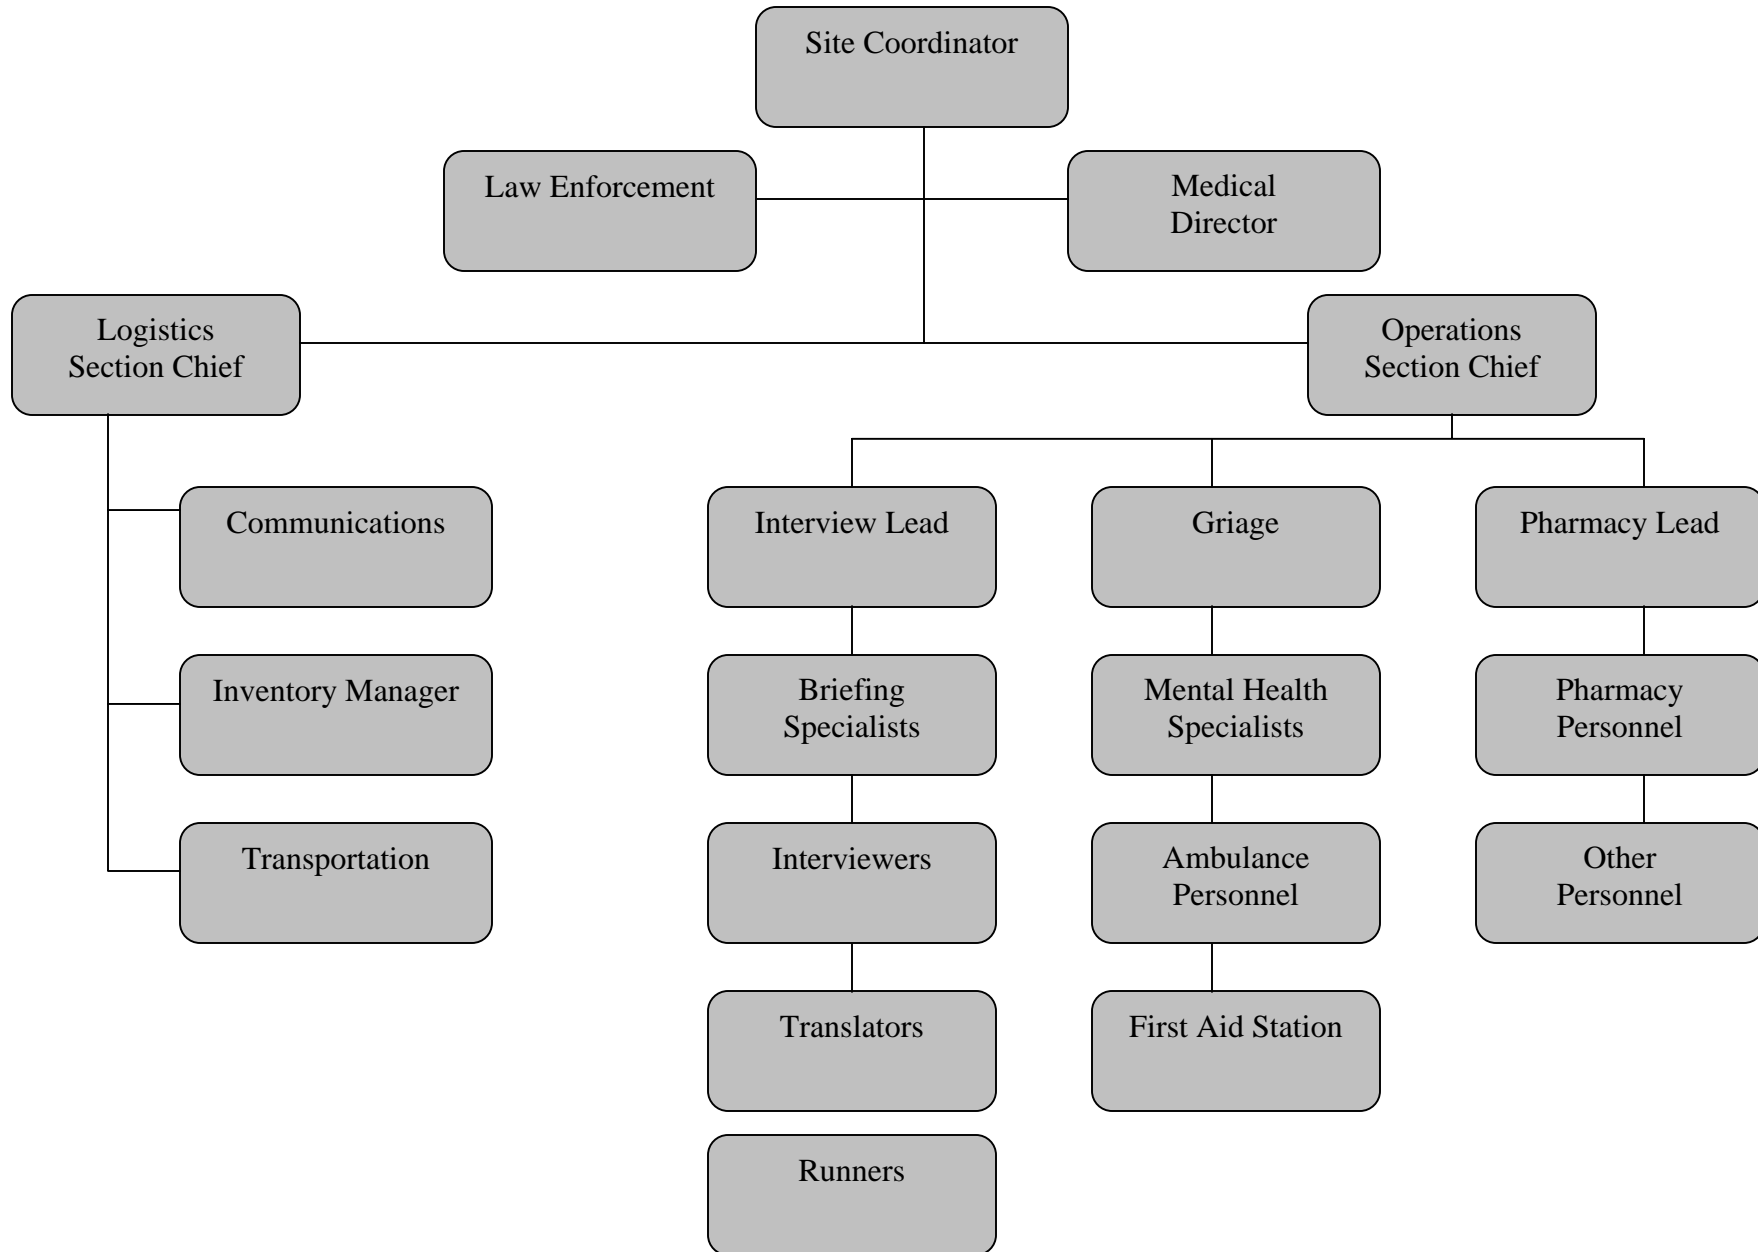 Site Coordinator
Law Enforcement
Medical
Director
Logistics
Section Chief
Operations
Section Chief
Communications
Interview Lead
Griage
Pharmacy Lead
Inventory Manager
Briefing
Specialists
Mental Health
Specialists
Pharmacy
Personnel
Transportation
Interviewers
Ambulance
Personnel
Other
Personnel
Translators
First Aid Station
Runners